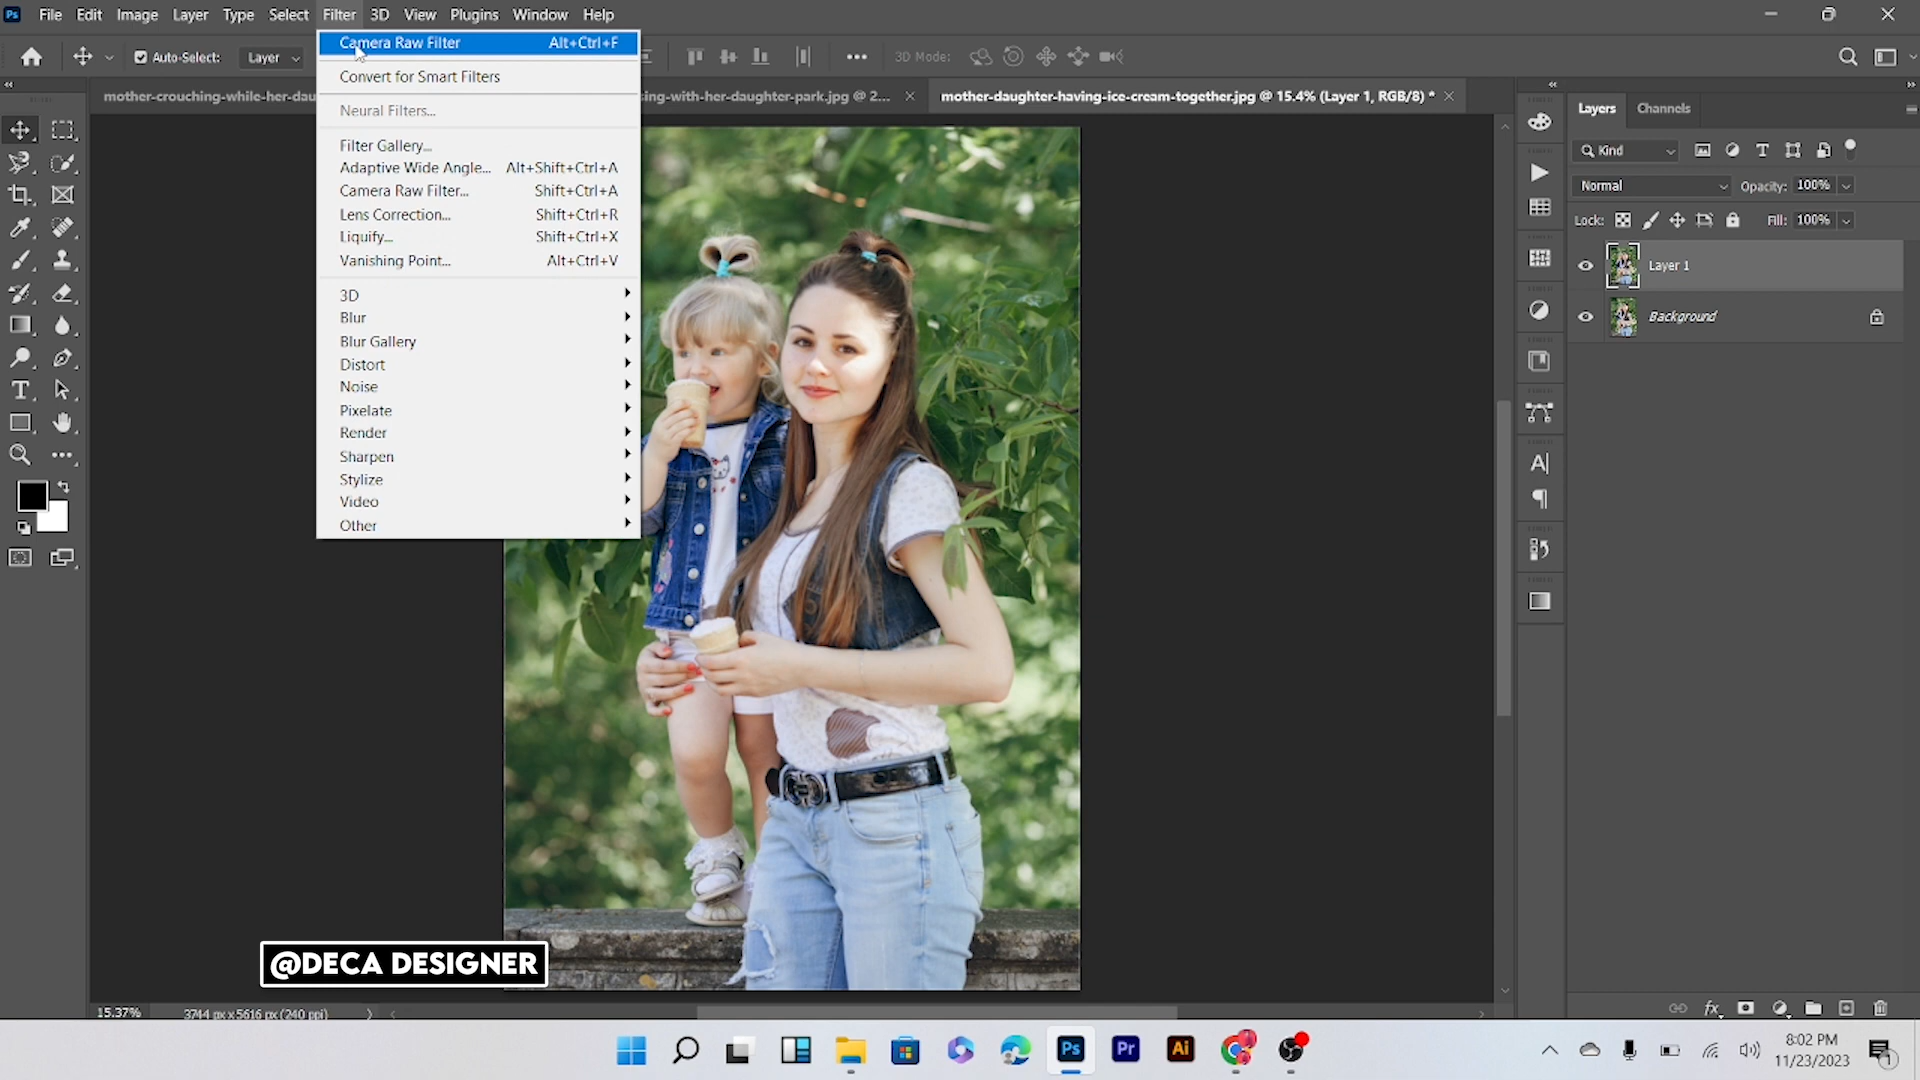 Ps File Edit Image Layer Type Select Filter 3D View Plugins Window Help
Auto-Select: Layer 3D Mode:
mother-crouching-while-her-dau
ing-with-her-daughter-park.jpg @ 2...
mother-daughter-having-ice-cream-together.jpg @ 15.4% (Layer 1, RGB/8) *
Camera Raw Filter Alt+Ctrl+F
Convert for Smart Filters
Neural Filters...
Filter Gallery...
Adaptive Wide Angle... Alt+Shift+Ctrl+A
Camera Raw Filter... Shift+Ctrl+A
Lens Correction... Shift+Ctrl+R
Liquify... Shift+Ctrl+X
Vanishing Point... Alt+Ctrl+V
3D
Blur
Blur Gallery
Distort
Noise
Pixelate
Render
Sharpen
Stylize
Video
Other
Layers Channels
Kind
Normal Opacity: 100%
Lock: Fill: 100%
Layer 1
Background
@DECA DESIGNER
15.37% 3744 px x 5616 px (240 ppi)
Ps Pr Ai
8:02 PM
11/23/2023
1